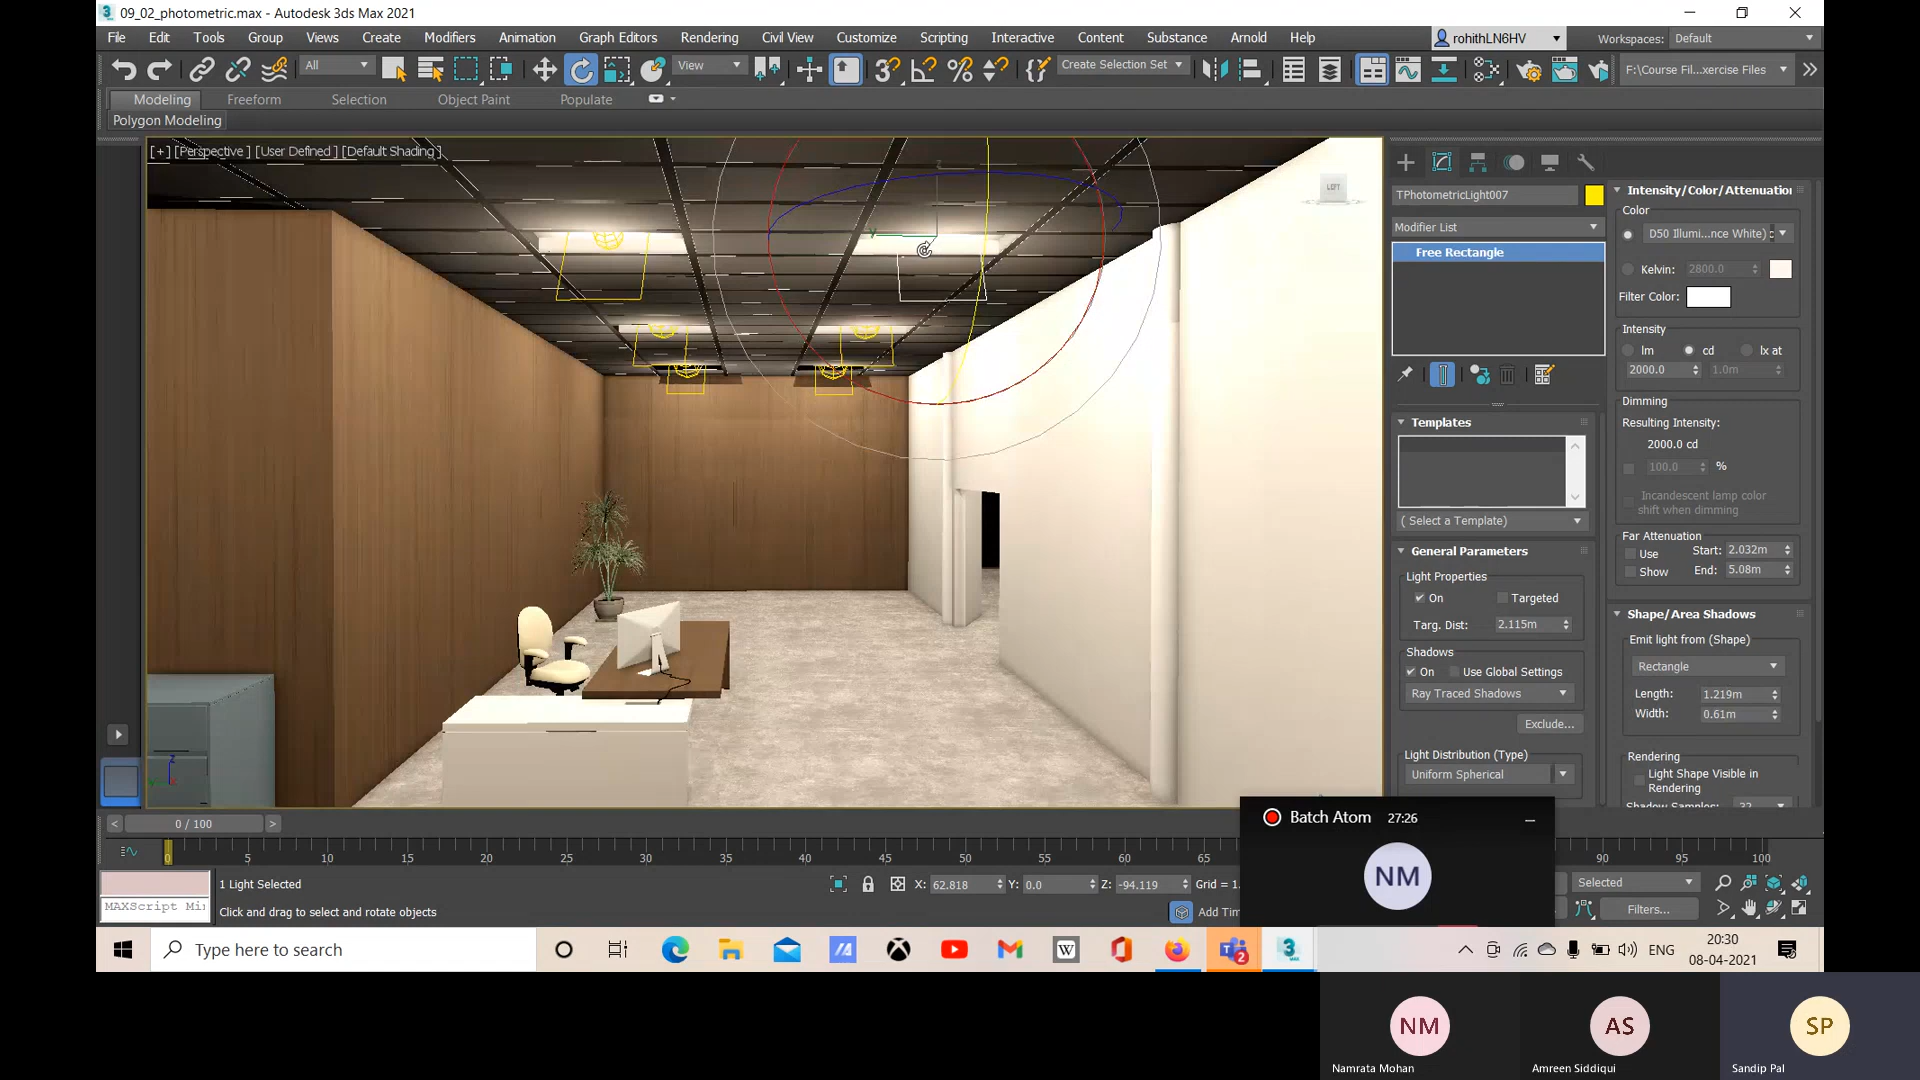 09_02_photometric.max - Autodesk 3ds Max 2021
File Edit Tools Group Views Create Modifiers Animation Graph Editors Rendering Civil View Customize Scripting Interactive Content Substance Arnold Help
rohithLN6HV
Workspaces: Default
All
View
Create Selection Set
F:\Course Fil...xercise Files
Modeling Freeform Selection Object Paint Populate
Polygon Modeling
[+] [Perspective ] [User Defined ] [Default Shading ]
LEFT
TPhotometricLight007
Modifier List
Free Rectangle
Templates
( Select a Template)
General Parameters
Light Properties
On Targeted
Targ. Dist: 2.115m
Shadows
On Use Global Settings
Ray Traced Shadows
Exclude...
Light Distribution (Type)
Uniform Spherical
Intensity/Color/Attenuation
Color
D50 Illumi...nce White) c
Kelvin: 2800.0
Filter Color:
Intensity
lm cd lx at
2000.0 1.0m
Dimming
Resulting Intensity:
2000.0 cd
100.0 %
Incandescent lamp color
shift when dimming
Far Attenuation
Use Start: 2.032m
Show End: 5.08m
Shape/Area Shadows
Emit light from (Shape)
Rectangle
Length: 1.219m
Width: 0.61m
Rendering
Light Shape Visible in
Rendering
Shadow Samples: 32
< 0 / 100 >
0 5 10 15 20 25 30 35 40 45 50 55 60 65 90 95 100
Batch Atom 27:26
NM
1 Light Selected
X: 62.818 Y: 0.0 Z: -94.119 Grid = 1.
Selected
MAXScript Mi
Click and drag to select and rotate objects
Add Tim
Filters...
Type here to search
W
2
3
MAX
ENG
20:30
08-04-2021
NM
Namrata Mohan
AS
Amreen Siddiqui
SP
Sandip Pal